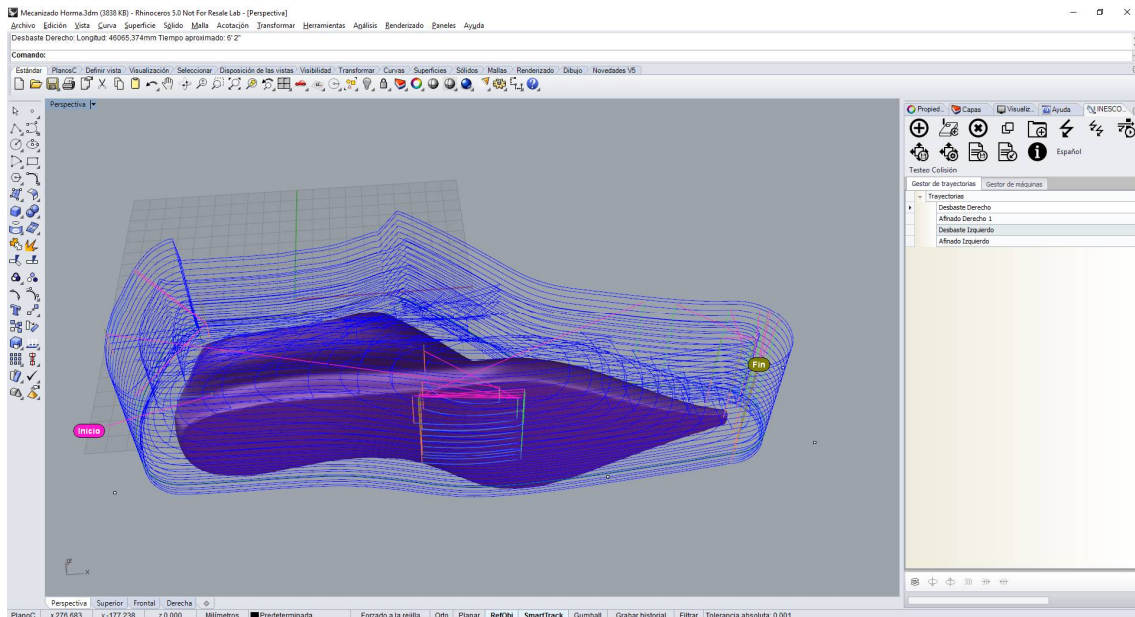 Mecanizado Horma.3dm (3838 KB) - Rhinoceros 5.0 Not For Resale Lab - [Perspectiva]
Archivo Edición Vista Curva Superficie Sólido Malla Acotación Transformar Herramientas Análisis Renderizado Paneles Ayuda
Desbaste Derecho: Longitud: 46065,374mm Tiempo aproximado: 6' 2"
Comando:
Estándar PlanosC Definir vista Visualización Seleccionar Disposición de las vistas Visibilidad Transformar Curvas Superficies Sólidos Mallas Renderizado Dibujo Novedades V5
Perspectiva
Propied... Capas Visualiz... Ayuda INESCO...
Español
Testeo Colisión
Gestor de trayectorias Gestor de máquinas
Trayectorias
Desbaste Derecho
Afinado Derecho 1
Desbaste Izquierdo
Afinado Izquierdo
Fin
Inicio
x
Perspectiva Superior Frontal Derecha
PlanoC x 276.683 y -177.238 z 0.000 Milímetros Predeterminada Forzado a la rejilla Orto Planar RefObj SmartTrack Gumball Grabar historial Filtrar Tolerancia absoluta: 0.001